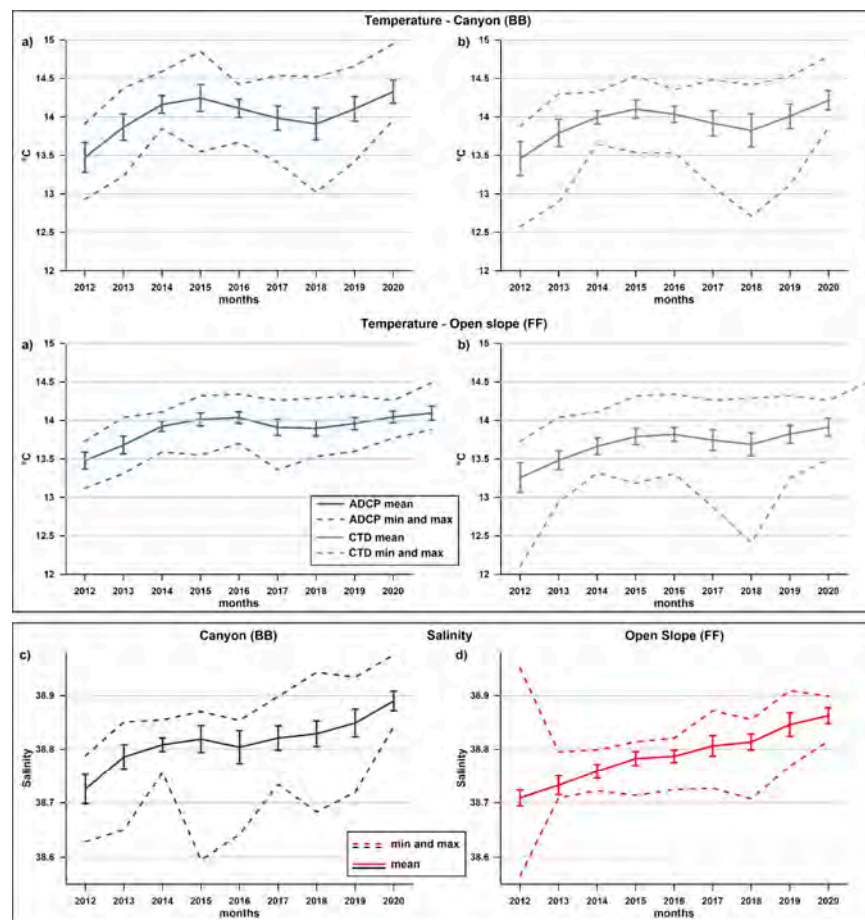 Temperature - Canyon (BB)
a)
b)
15
14.5
14
13.5
13
12.5
12
°C
2012 2013 2014 2015 2016 2017 2018 2019 2020
months
15
14.5
14
13.5
13
12.5
12
°C
2012 2013 2014 2015 2016 2017 2018 2019 2020
months
Temperature - Open slope (FF)
a)
b)
15
14.5
14
13.5
13
12.5
12
°C
2012 2013 2014 2015 2016 2017 2018 2019 2020
months
ADCP mean
ADCP min and max
CTD mean
CTD min and max
15
14.5
14
13.5
13
12.5
12
°C
2012 2013 2014 2015 2016 2017 2018 2019 2020
months
Canyon (BB) Salinity Open Slope (FF)
c)
d)
38.9
38.8
38.7
38.6
Salinity
2012 2013 2014 2015 2016 2017 2018 2019 2020
months
min and max
mean
38.9
38.8
38.7
38.6
Salinity
2012 2013 2014 2015 2016 2017 2018 2019 2020
months